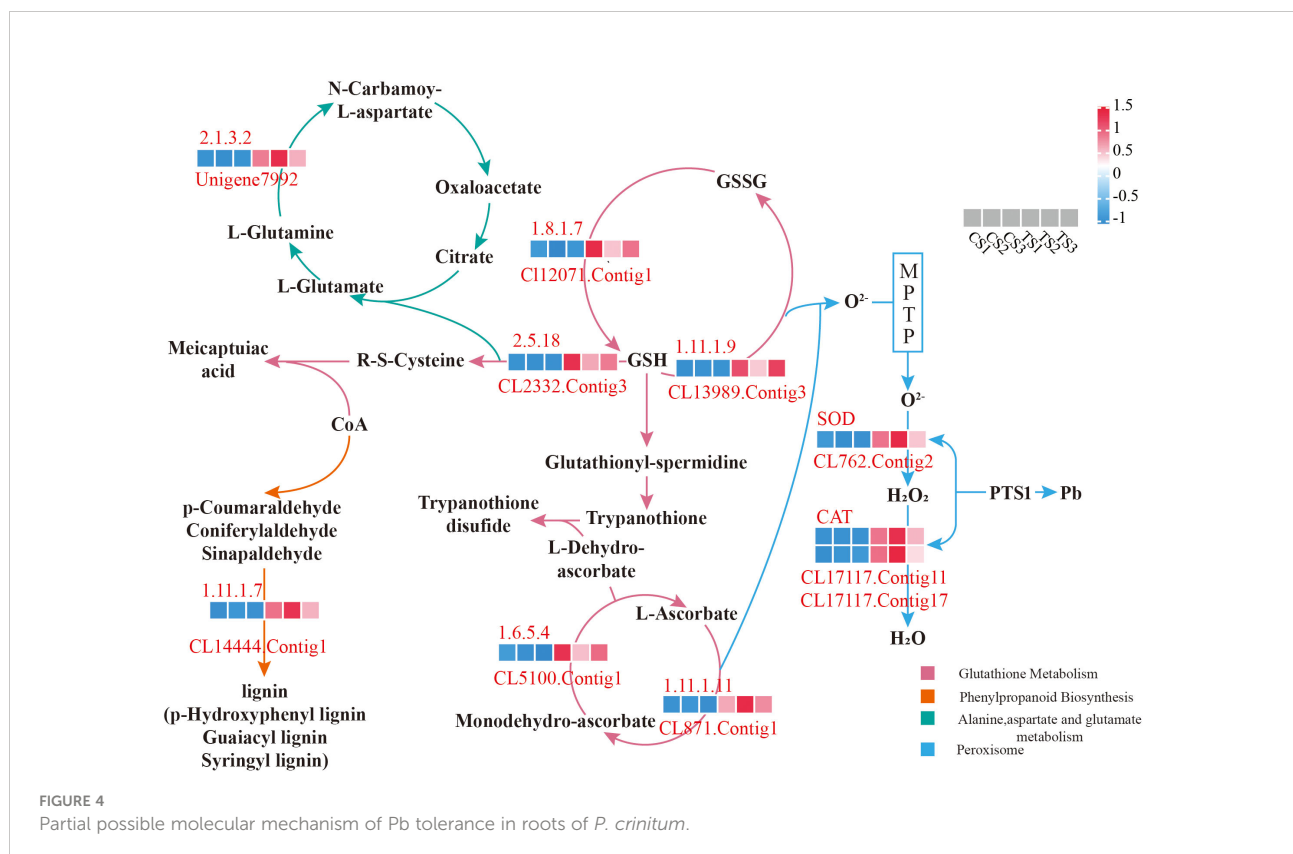 N-Carbamoy-
L-aspartate
2.1.3.2
Unigene7992
Oxaloacetate
L-Glutamine
Citrate
L-Glutamate
GSSG
1.8.1.7
Cl12071.Contig1
1.5
1
0.5
0
-0.5
-1
CS1
CS2
CS3
TS1
TS2
TS3
O²⁻
M
P
T
P
Meicaptuiac
acid
R-S-Cysteine
2.5.18
CL2332.Contig3
GSH
1.11.1.9
CL13989.Contig3
O²⁻
CoA
SOD
CL762.Contig2
Glutathionyl-spermidine
H₂O₂
PTS1
Pb
p-Coumaraldehyde
Coniferylaldehyde
Sinapaldehyde
Trypanothione
disufide
Trypanothione
CAT
L-Dehydro-
ascorbate
CL17117.Contig11
CL17117.Contig17
1.11.1.7
CL14444.Contig1
L-Ascorbate
1.6.5.4
CL5100.Contig1
H₂O
1.11.1.11
CL871.Contig1
Monodehydro-ascorbate
lignin
(p-Hydroxyphenyl lignin
Guaiacyl lignin
Syringyl lignin)
Glutathione Metabolism
Phenylpropanoid Biosynthesis
Alanine,aspartate and glutamate
metabolism
Peroxisome
FIGURE 4
Partial possible molecular mechanism of Pb tolerance in roots of P. crinitum.